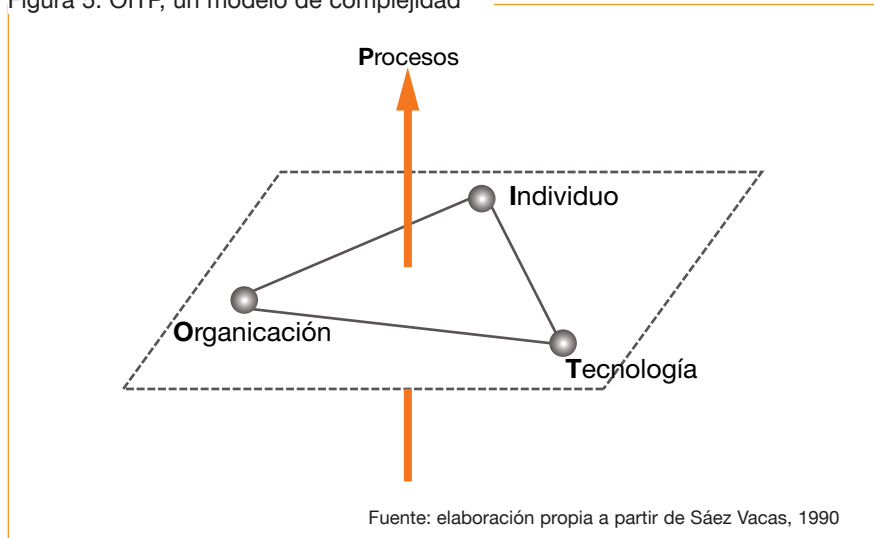 Figura 5: OITP, un modelo de complejidad
Procesos
Individuo
Organicación
Tecnología
Fuente: elaboración propia a partir de Sáez Vacas, 1990